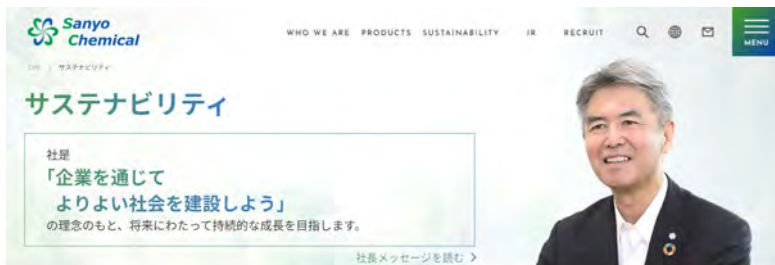 Sanyo
Chemical
WHO WE ARE PRODUCTS SUSTAINABILITY IR RECRUIT
MENU
TOP | サステナビリティ
サステナビリティ
社是
「企業を通じて
よりよい社会を建設しよう」
の理念のもと、将来にわたって持続的な成長を目指します。
社長メッセージを読む >